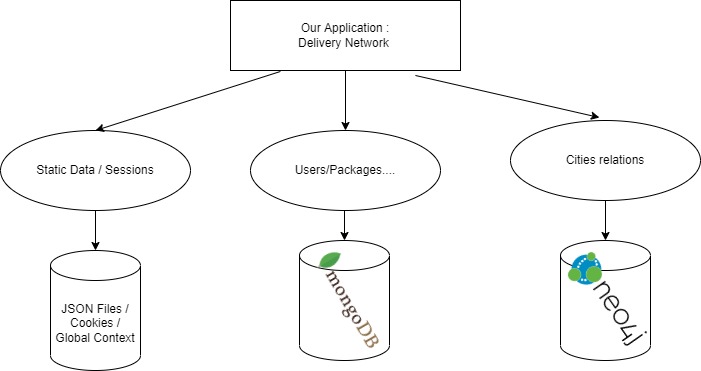 Our Application :
Delivery Network
Static Data / Sessions
Users/Packages....
Cities relations
JSON Files /
Cookies /
Global Context
mongoDB
neo4j